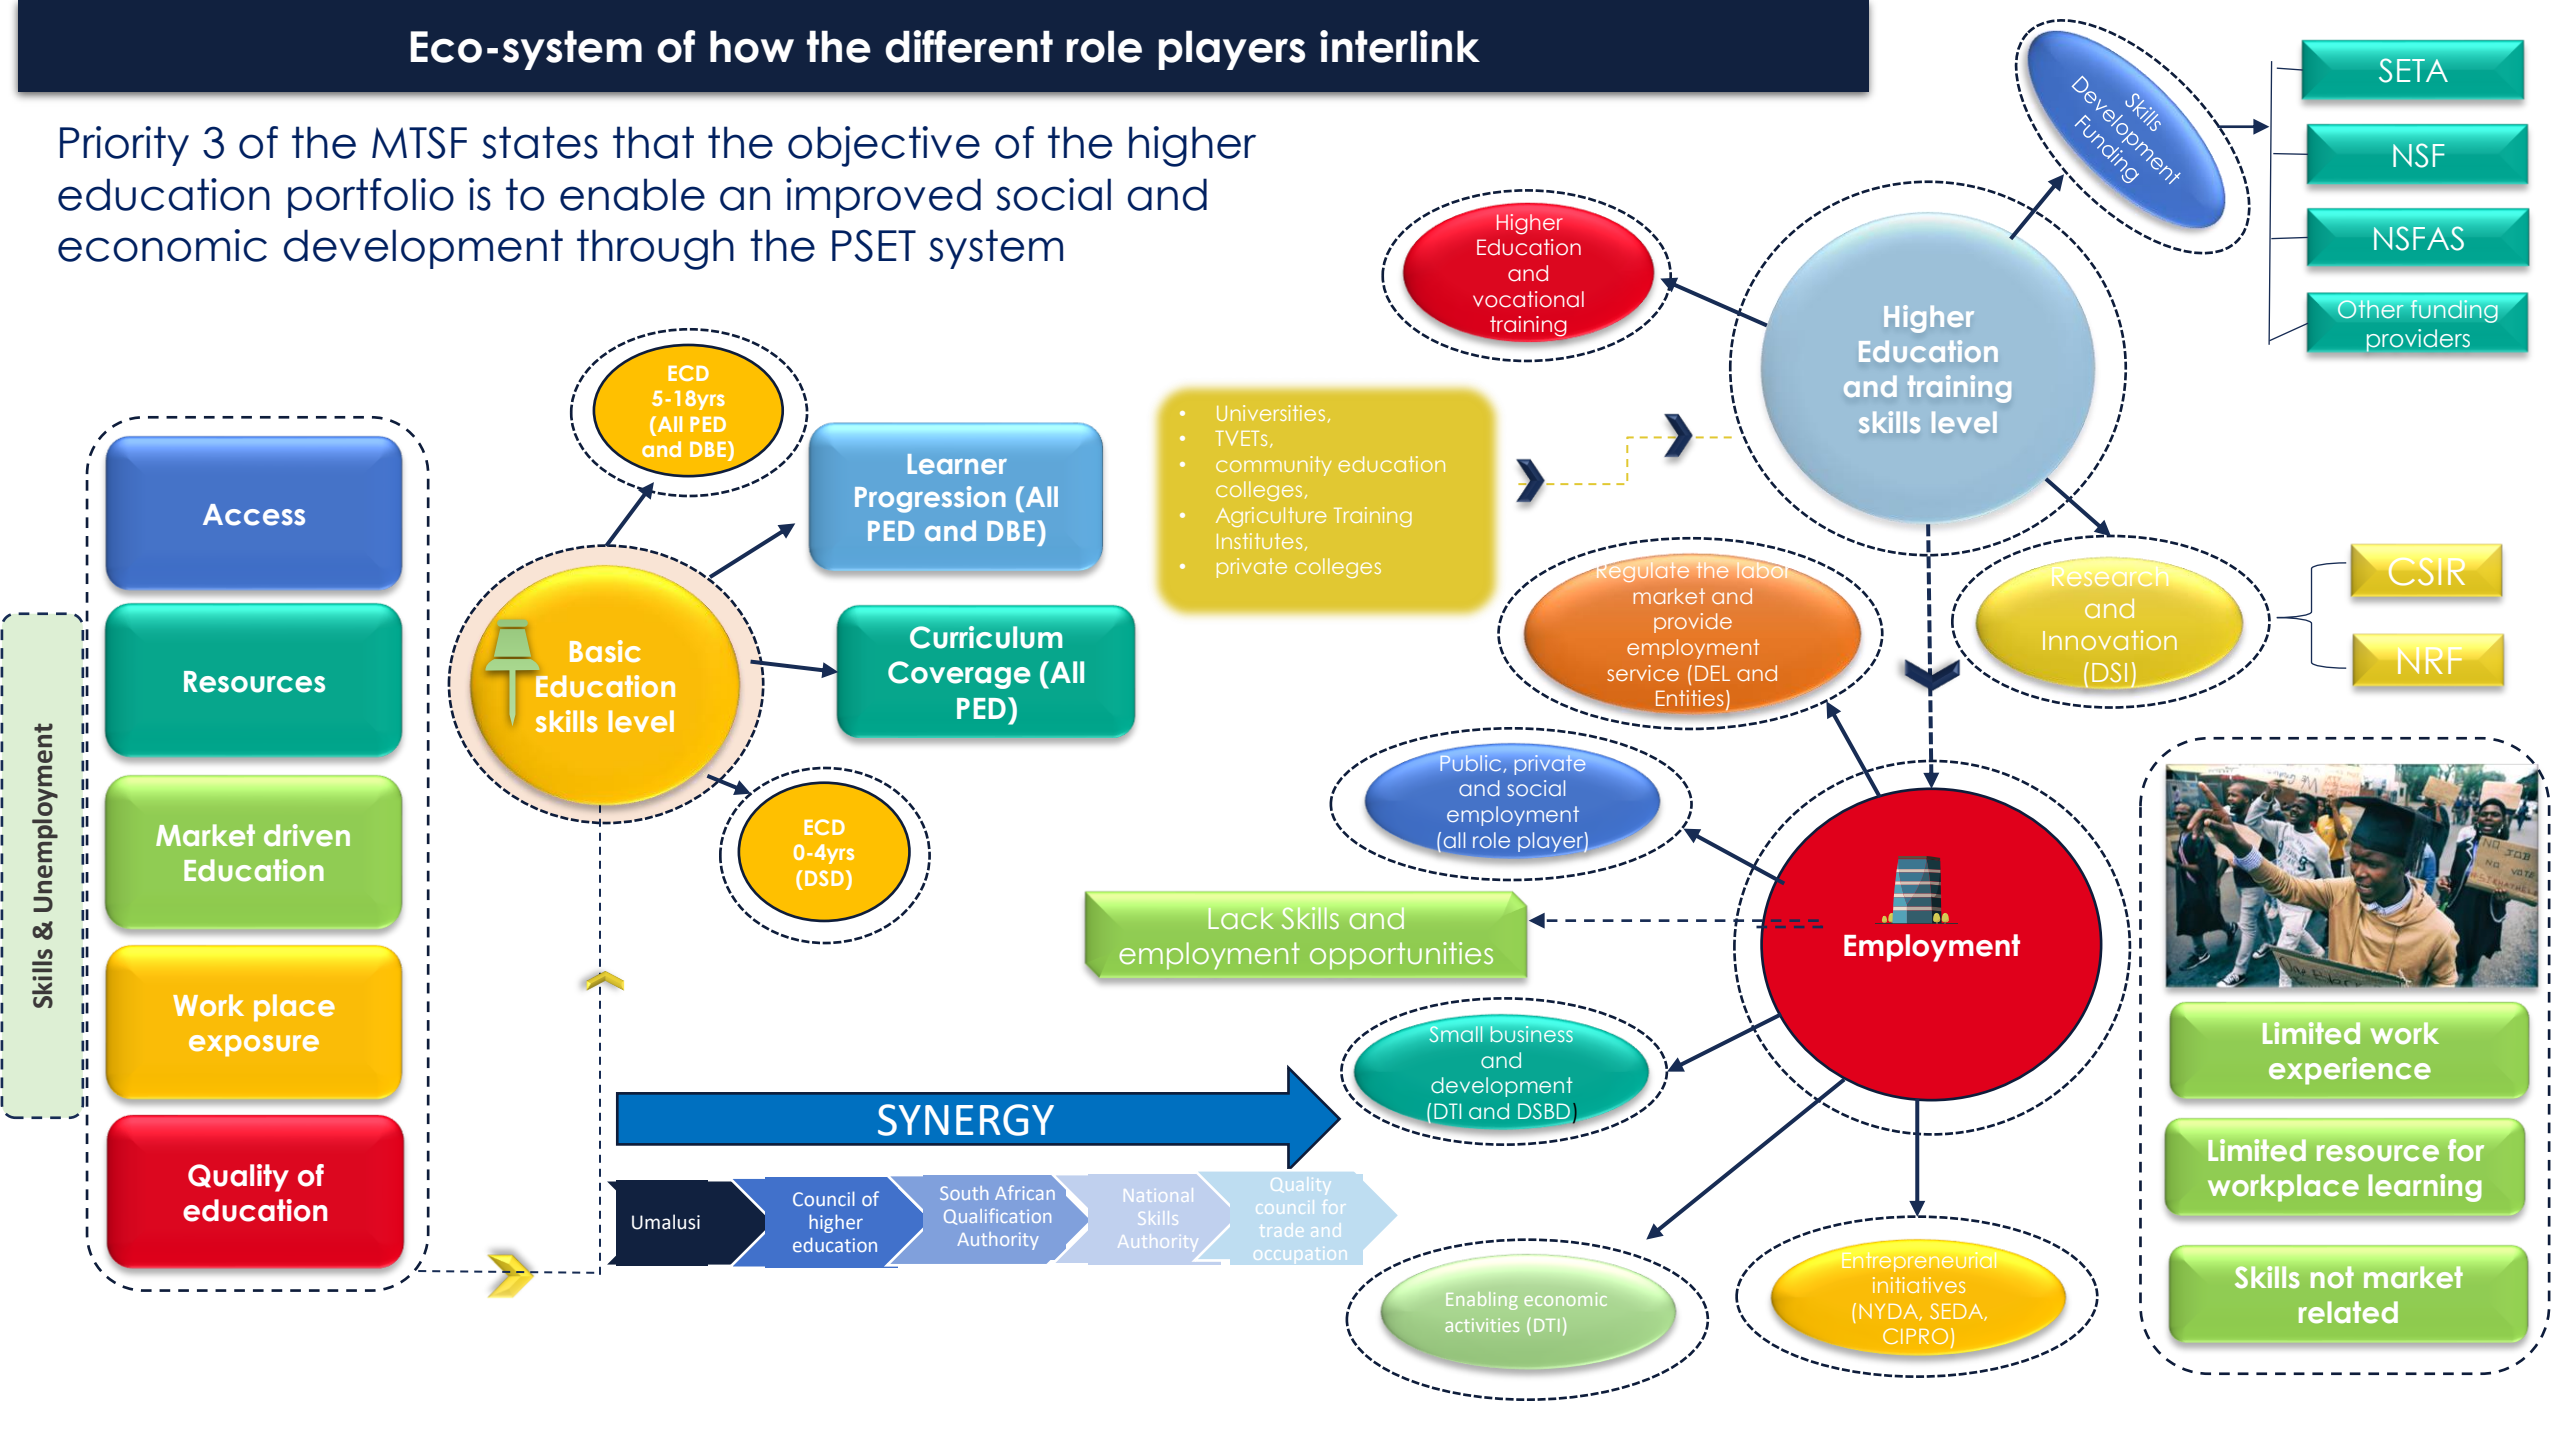 Eco-system of how the different role players interlink
Priority 3 of the MTSF states that the objective of the higher
education portfolio is to enable an improved social and
economic development through the PSET system
Skills & Unemployment
Access
Resources
Market driven
Education
Work place
exposure
Quality of
education
ECD
5-18yrs
(All PED
and DBE)
Learner
Progression (All
PED and DBE)
Basic
Education
skills level
Curriculum
Coverage (All
PED)
ECD
0-4yrs
(DSD)
SYNERGY
Umalusi
Council of
higher
education
South African
Qualification
Authority
National
Skills
Authority
Quality
council for
trade and
occupation
• Universities,
• TVETs,
• community education
colleges,
• Agriculture Training
Institutes,
• private colleges
Higher
Education
and
vocational
training
Higher
Education
and training
skills level
Skills
Development
Funding
SETA
NSF
NSFAS
Other funding
providers
Research
and
Innovation
(DSI)
CSIR
NRF
Regulate the labor
market and
provide
employment
service (DEL and
Entities)
Public, private
and social
employment
(all role player)
Lack Skills and
employment opportunities
Employment
Small business
and
development
(DTI and DSBD)
Enabling economic
activities (DTI)
Entrepreneurial
initiatives
(NYDA, SEDA,
CIPRO)
NO JOB
NO
VOTE
Limited work
experience
Limited resource for
workplace learning
Skills not market
related